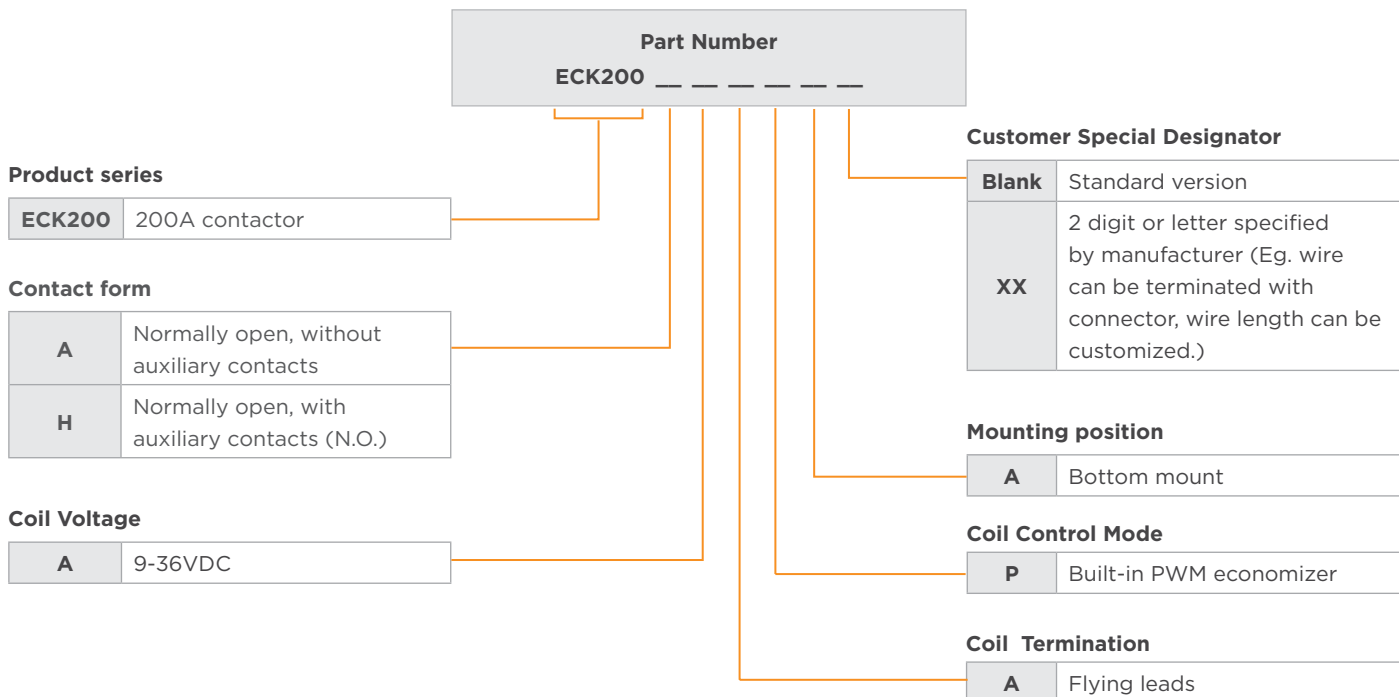 Part Number
ECK200 __ __ __ __ __ __
Product series
ECK200 200A contactor
Contact form
A Normally open, without
auxiliary contacts
H Normally open, with
auxiliary contacts (N.O.)
Coil Voltage
A 9-36VDC
Customer Special Designator
Blank Standard version
XX 2 digit or letter specified
by manufacturer (Eg. wire
can be terminated with
connector, wire length can be
customized.)
Mounting position
A Bottom mount
Coil Control Mode
P Built-in PWM economizer
Coil Termination
A Flying leads